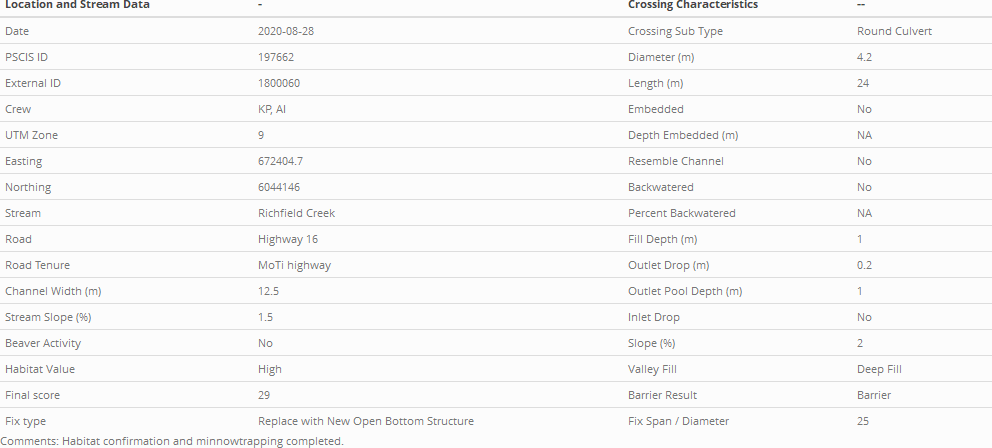 Location and Stream Data - Crossing Characteristics --
Date 2020-08-28 Crossing Sub Type Round Culvert
PSCIS ID 197662 Diameter (m) 4.2
External ID 1800060 Length (m) 24
Crew KP, AI Embedded No
UTM Zone 9 Depth Embedded (m) NA
Easting 672404.7 Resemble Channel No
Northing 6044146 Backwatered No
Stream Richfield Creek Percent Backwatered NA
Road Highway 16 Fill Depth (m) 1
Road Tenure MoTi highway Outlet Drop (m) 0.2
Channel Width (m) 12.5 Outlet Pool Depth (m) 1
Stream Slope (%) 1.5 Inlet Drop No
Beaver Activity No Slope (%) 2
Habitat Value High Valley Fill Deep Fill
Final score 29 Barrier Result Barrier
Fix type Replace with New Open Bottom Structure Fix Span / Diameter 25
Comments: Habitat confirmation and minnowtrapping completed.